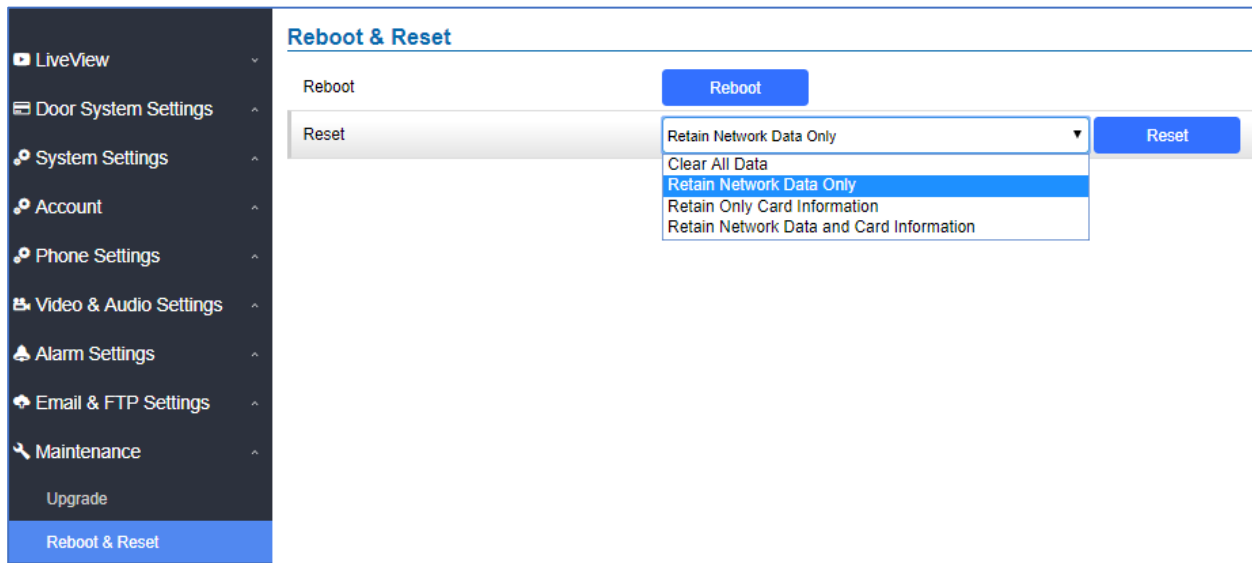 LiveView
Door System Settings
System Settings
Account
Phone Settings
Video & Audio Settings
Alarm Settings
Email & FTP Settings
Maintenance
Upgrade
Reboot & Reset
Reboot & Reset
Reboot
Reboot
Reset
Retain Network Data Only
Reset
Clear All Data
Retain Network Data Only
Retain Only Card Information
Retain Network Data and Card Information